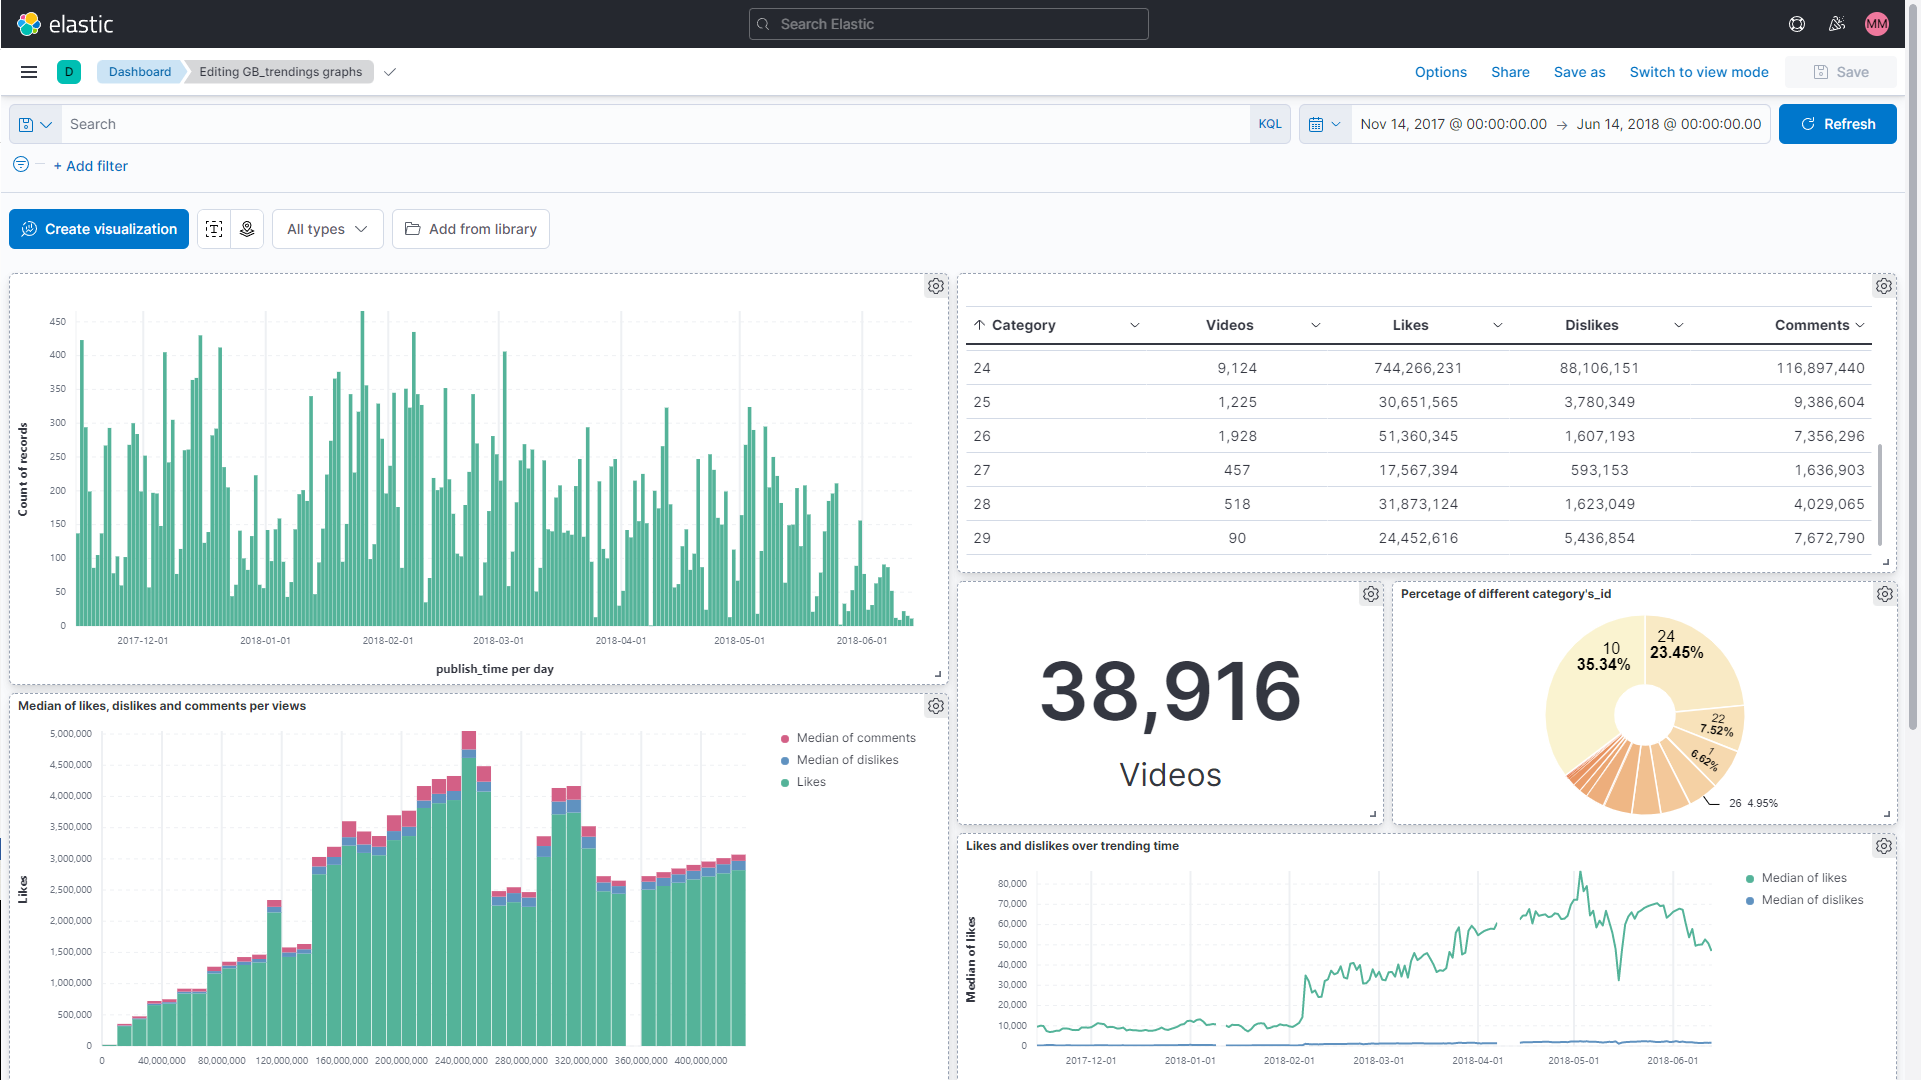 elastic
Search Elastic
MM
D
Dashboard
Editing GB_trendings graphs
Options
Share
Save as
Switch to view mode
Save
Search
KQL
Nov 14, 2017 @ 00:00:00.00 → Jun 14, 2018 @ 00:00:00.00
Refresh
+ Add filter
Create visualization
All types
Add from library
450
400
350
300
250
200
150
100
50
0
Count of records
2017-12-01 2018-01-01 2018-02-01 2018-03-01 2018-04-01 2018-05-01 2018-06-01
publish_time per day
Category Videos Likes Dislikes Comments
24 9,124 744,266,231 88,106,151 116,897,440
25 1,225 30,651,565 3,780,349 9,386,604
26 1,928 51,360,345 1,607,193 7,356,296
27 457 17,567,394 593,153 1,636,903
28 518 31,873,124 1,623,049 4,029,065
29 90 24,452,616 5,436,854 7,672,790
38,916
Videos
Percetage of different category's_id
10
35.34%
24
23.45%
22
7.52%
1
6.62%
26 4.95%
Median of likes, dislikes and comments per views
5,000,000
4,500,000
4,000,000
3,500,000
3,000,000
2,500,000
2,000,000
1,500,000
1,000,000
500,000
0
Likes
0 40,000,000 80,000,000 120,000,000 160,000,000 200,000,000 240,000,000 280,000,000 320,000,000 360,000,000 400,000,000
Median of comments
Median of dislikes
Likes
Likes and dislikes over trending time
80,000
70,000
60,000
50,000
40,000
30,000
20,000
10,000
0
Median of likes
2017-12-01 2018-01-01 2018-02-01 2018-03-01 2018-04-01 2018-05-01 2018-06-01
Median of likes
Median of dislikes